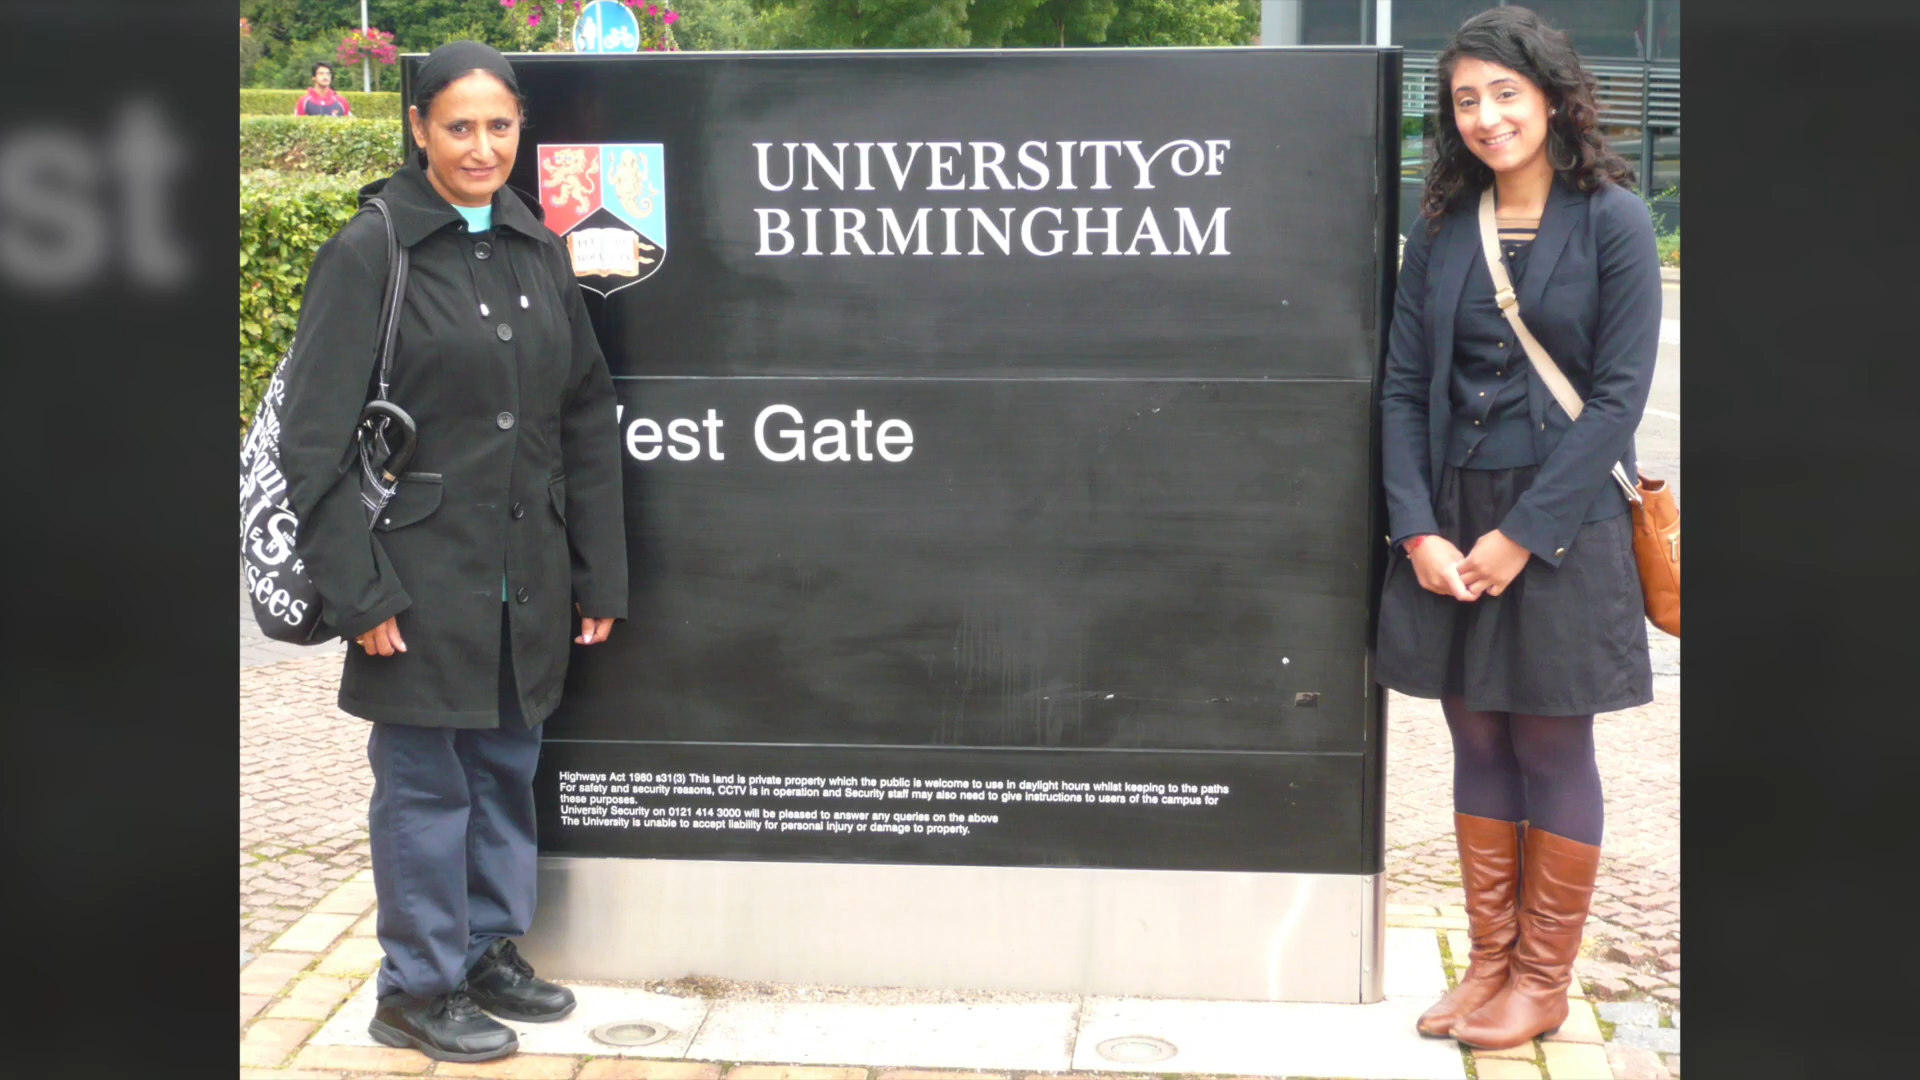 UNIVERSITY OF
BIRMINGHAM
est Gate
Highways Act 1980 s31(3) This land is private property which the public is welcome to use in daylight hours whilst keeping to the paths
For safety and security reasons, CCTV is in operation and Security staff may also need to give instructions to users of the campus for
these purposes.
University Security on 0121 414 3000 will be pleased to answer any queries on the above
The University is unable to accept liability for personal injury or damage to property.
sées
st